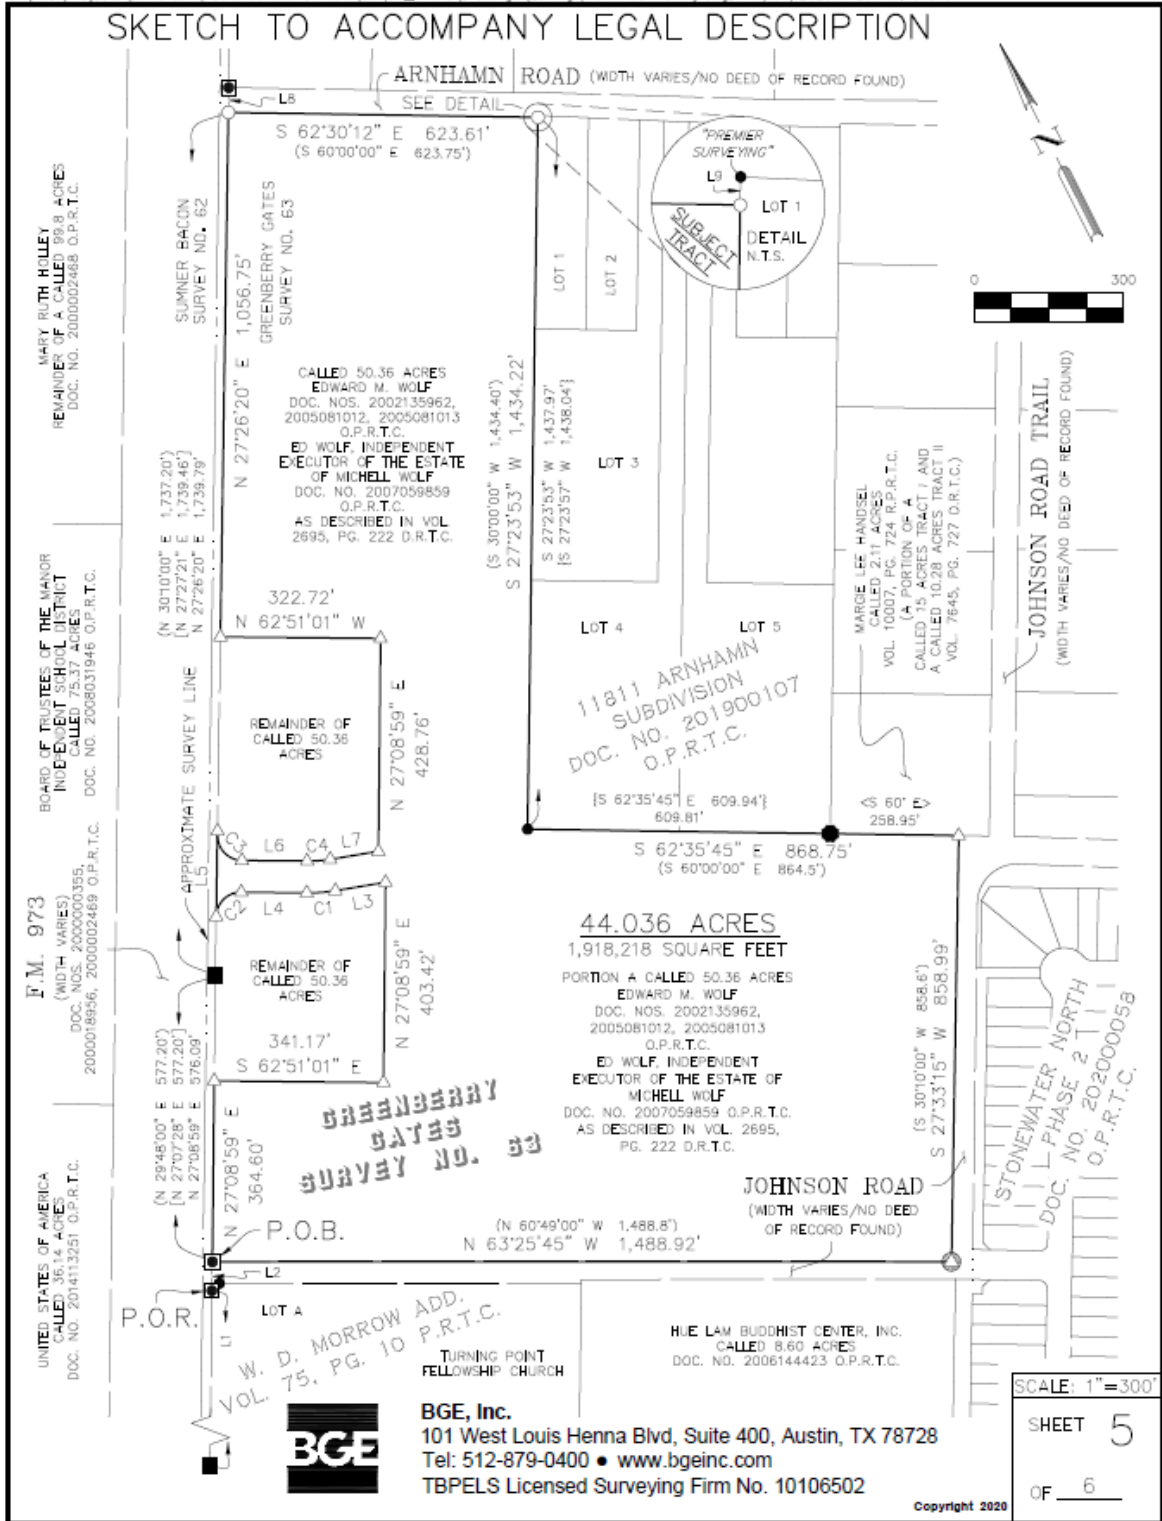 SKETCH TO ACCOMPANY LEGAL DESCRIPTION
ARNHAMN ROAD (WIDTH VARIES/NO DEED OF RECORD FOUND)
L8
SEE DETAIL
S 62°30'12" E 623.61'
(S 60°00'00" E 623.75')
"PREMIER
SURVEYING"
L9
LOT 1
DETAIL
N.T.S.
SUBJECT
TRACT
N
0 300
MARY RUTH HOLLEY
REMAINDER OF A CALLED 99.8 ACRES
DOC. NO. 2000002468 O.P.R.T.C.
SUMNER BACON
SURVEY NO. 62
GREENBERRY GATES
SURVEY NO. 63
N 27°26'20" E 1,056.75'
LOT 1
LOT 2
CALLED 50.36 ACRES
EDWARD M. WOLF
DOC. NOS. 2002135962,
2005081012, 2005081013
O.P.R.T.C.
ED WOLF, INDEPENDENT
EXECUTOR OF THE ESTATE
OF MICHELL WOLF
DOC. NO. 2007059859
O.P.R.T.C.
AS DESCRIBED IN VOL.
2695, PG. 222 D.R.T.C.
(S 30°00'00" W 1,434.40')
S 27°23'53" W 1,434.22'
S 27°23'53" W 1,437.97'
[S 27°23'57" W 1,438.04']
LOT 3
MARGIE LEE HANDSEL
CALLED 2.11 ACRES
VOL. 10007, PG. 724 R.P.R.T.C.
(A PORTION OF A
CALLED 15 ACRES TRACT I AND
A CALLED 10.28 ACRES TRACT II
VOL. 7645, PG. 727 D.R.T.C.)
JOHNSON ROAD TRAIL
(WIDTH VARIES/NO DEED OF RECORD FOUND)
(N 30°10'00" E 1,737.20')
[N 27°27'21" E 1,739.46']
N 27°26'20" E 1,739.79'
322.72'
N 62°51'01" W
LOT 4
LOT 5
11811 ARNHAMN
SUBDIVISION
DOC. NO. 201900107
O.P.R.T.C.
BOARD OF TRUSTEES OF THE MANOR
INDEPENDENT SCHOOL DISTRICT
CALLED 75.37 ACRES
DOC. NO. 2008031946 O.P.R.T.C.
APPROXIMATE SURVEY LINE
REMAINDER OF
CALLED 50.36
ACRES
N 27°08'59" E
428.76'
[S 62°35'45" E 609.94']
609.81'
<S 60° E>
258.95'
S 62°35'45" E 868.75'
(S 60°00'00" E 864.5')
C3
L6
C4
L7
L5
C2
L4
C1
L3
F.M. 973
(WIDTH VARIES)
DOC. NOS. 2000000355,
2000018956, 2000002469 O.P.R.T.C.
REMAINDER OF
CALLED 50.36
ACRES
N 27°08'59" E
403.42'
341.17'
S 62°51'01" E
44.036 ACRES
1,918,218 SQUARE FEET
PORTION A CALLED 50.36 ACRES
EDWARD M. WOLF
DOC. NOS. 2002135962,
2005081012, 2005081013
O.P.R.T.C.
ED WOLF, INDEPENDENT
EXECUTOR OF THE ESTATE OF
MICHELL WOLF
DOC. NO. 2007059859 O.P.R.T.C.
AS DESCRIBED IN VOL. 2695,
PG. 222 D.R.T.C.
(S 30°10'00" W 858.6')
S 27°33'15" W 858.99'
STONEWATER NORTH
PHASE 2
DOC. NO. 202000058
O.P.R.T.C.
GREENBERRY
GATES
SURVEY NO. 63
(N 29°48'00" E 577.20')
[N 27°07'28" E 577.20']
N 27°08'59" E 576.09'
N 27°08'59" E
364.60'
JOHNSON ROAD
(WIDTH VARIES/NO DEED
OF RECORD FOUND)
P.O.B.
(N 60°49'00" W 1,488.8')
N 63°25'45" W 1,488.92'
UNITED STATES OF AMERICA
CALLED 36.14 ACRES
DOC. NO. 2014113251 O.P.R.T.C.
L2
P.O.R.
L1
LOT A
W. D. MORROW ADD.
VOL. 75, PG. 10 P.R.T.C.
TURNING POINT
FELLOWSHIP CHURCH
HUE LAM BUDDHIST CENTER, INC.
CALLED 8.60 ACRES
DOC. NO. 2006144423 O.P.R.T.C.
BGE
BGE, Inc.
101 West Louis Henna Blvd, Suite 400, Austin, TX 78728
Tel: 512-879-0400 ● www.bgeinc.com
TBPELS Licensed Surveying Firm No. 10106502
Copyright 2020
SCALE: 1"=300'
SHEET 5
OF 6